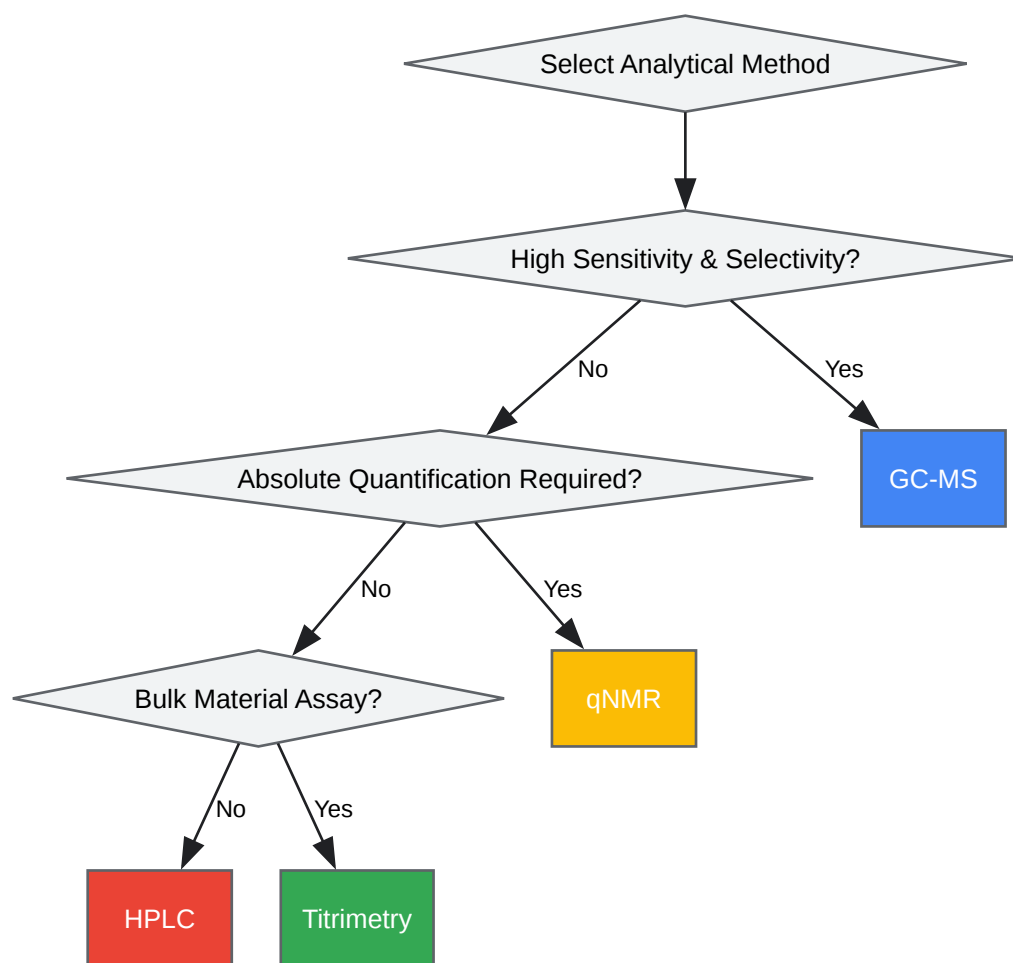 Select Analytical Method
High Sensitivity & Selectivity?
No
Yes
Absolute Quantification Required?
GC-MS
No
Yes
Bulk Material Assay?
qNMR
No
Yes
HPLC
Titrimetry